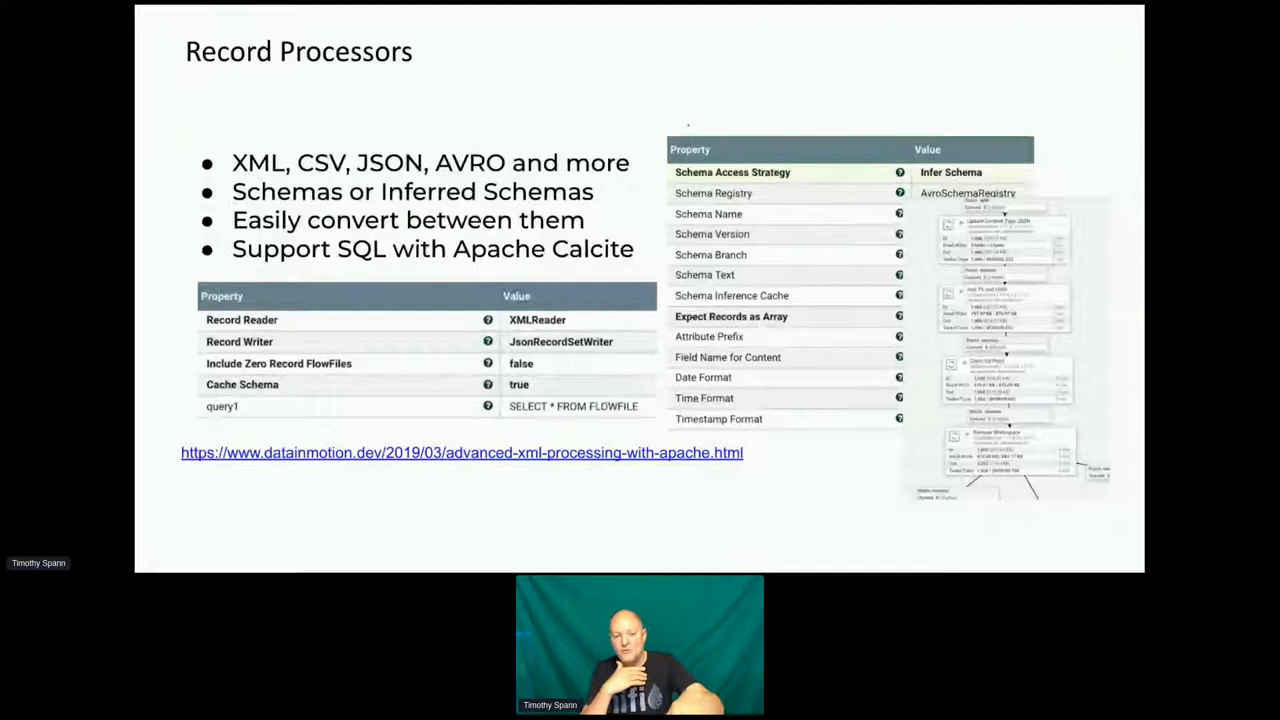 Record Processors
● XML, CSV, JSON, AVRO and more
● Schemas or Inferred Schemas
● Easily convert between them
● Support SQL with Apache Calcite
Property Value
Record Reader XMLReader
Record Writer JsonRecordSetWriter
Include Zero Record FlowFiles false
Cache Schema true
query1 SELECT * FROM FLOWFILE
https://www.datainmotion.dev/2019/03/advanced-xml-processing-with-apache.html
Property Value
Schema Access Strategy Infer Schema
Schema Registry AvroSchemaRegistry
Schema Name
Schema Version
Schema Branch
Schema Text
Schema Inference Cache
Expect Records as Array
Attribute Prefix
Field Name for Content
Date Format
Time Format
Timestamp Format
Timothy Spann
nifi
Timothy Spann